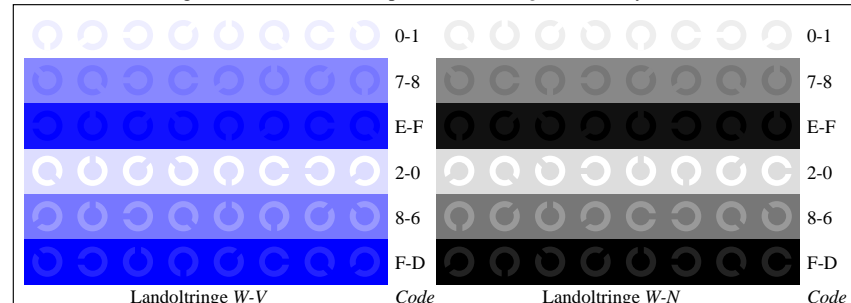 0-1 0-1
7-8 7-8
E-F E-F
2-0 2-0
8-6 8-6
F-D F-D
Landoltringe W-V Code Landoltringe W-N Code